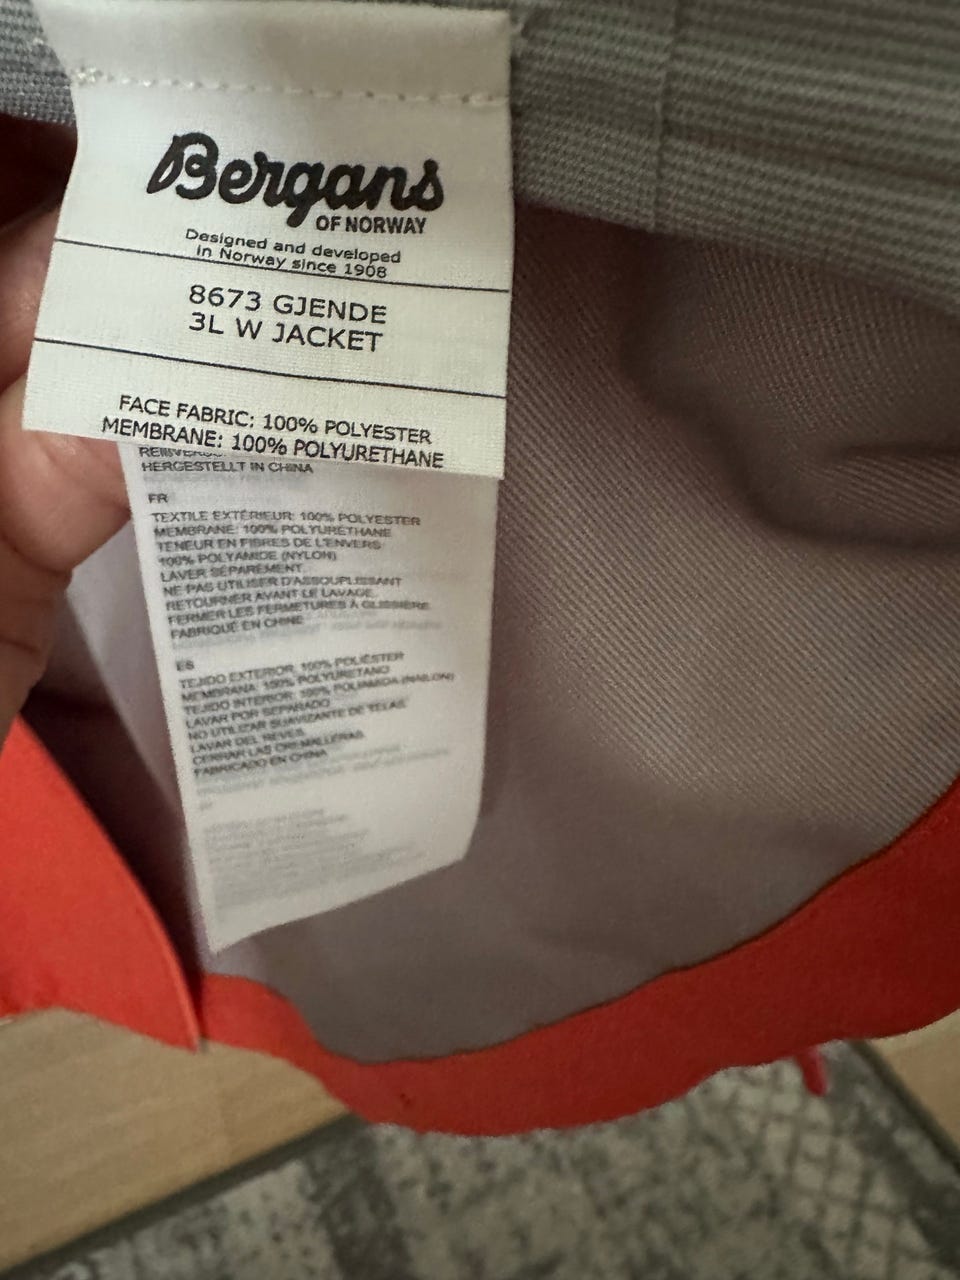 Bergans
OF NORWAY
Designed and developed
in Norway since 1908
8673 GJENDE
3L W JACKET
FACE FABRIC: 100% POLYESTER
MEMBRANE: 100% POLYURETHANE
HERGESTELLT IN CHINA
FR
TEXTILE EXTÉRIEUR: 100% POLYESTER
MEMBRANE: 100% POLYURÉTHANE
TENEUR EN FIBRES DE L'ENVERS:
100% POLYAMIDE (NYLON)
LAVER SÉPARÉMENT.
NE PAS UTILISER D'ASSOUPLISSANT
RETOURNER AVANT LE LAVAGE.
FERMER LES FERMETURES À GLISSIÈRE
FABRIQUÉ EN CHINE
ES
TEJIDO EXTERIOR: 100% POLIÉSTER
MEMBRANA: 100% POLIURETANO
TEJIDO INTERIOR: 100% POLIAMIDA (NAILON)
LAVAR POR SEPARADO
NO UTILIZAR SUAVIZANTE DE TELAS.
LAVAR DEL REVÉS.
CERRAR LAS CREMALLERAS
FABRICADO EN CHINA